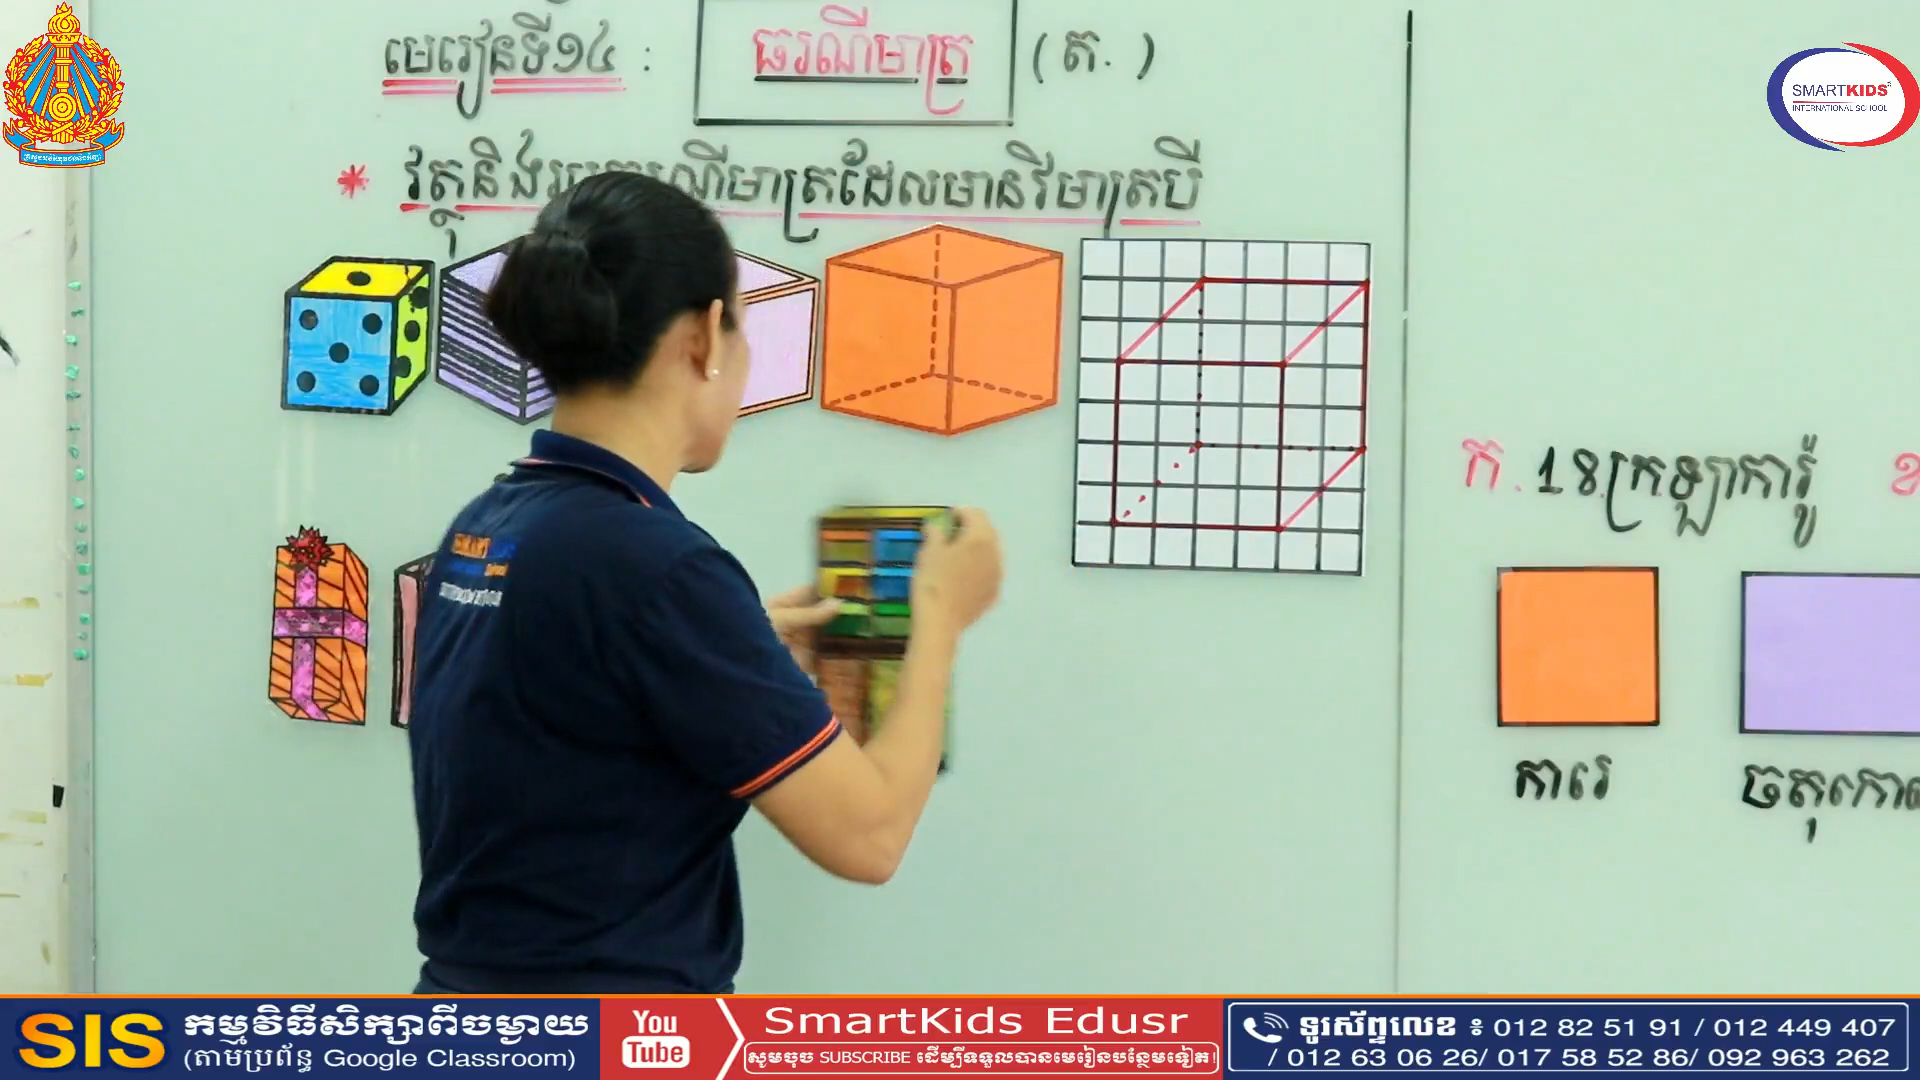 មេរៀនទី១៤ : ធរណីមាត្រ (ត. )
* វត្ថុនិងរូបធរណីមាត្រដែលមានវិមាត្របី
SMARTKIDS
INTERNATIONAL SCHOOL
ក . 18ក្រឡាការ៉ូ ខ
ការេ
ចតុកោ
SIS
កម្មវិធីសិក្សាពីចម្ងាយ
(តាមប្រព័ន្ធ Google Classroom)
You
Tube
SmartKids Edusr
សូមចុច SUBSCRIBE ដើម្បីទទួលបានមេរៀនបន្ថែមទៀត!
ទូរស័ព្ទលេខ ៖ 012 82 51 91 / 012 449 407
/ 012 63 06 26/ 017 58 52 86/ 092 963 262